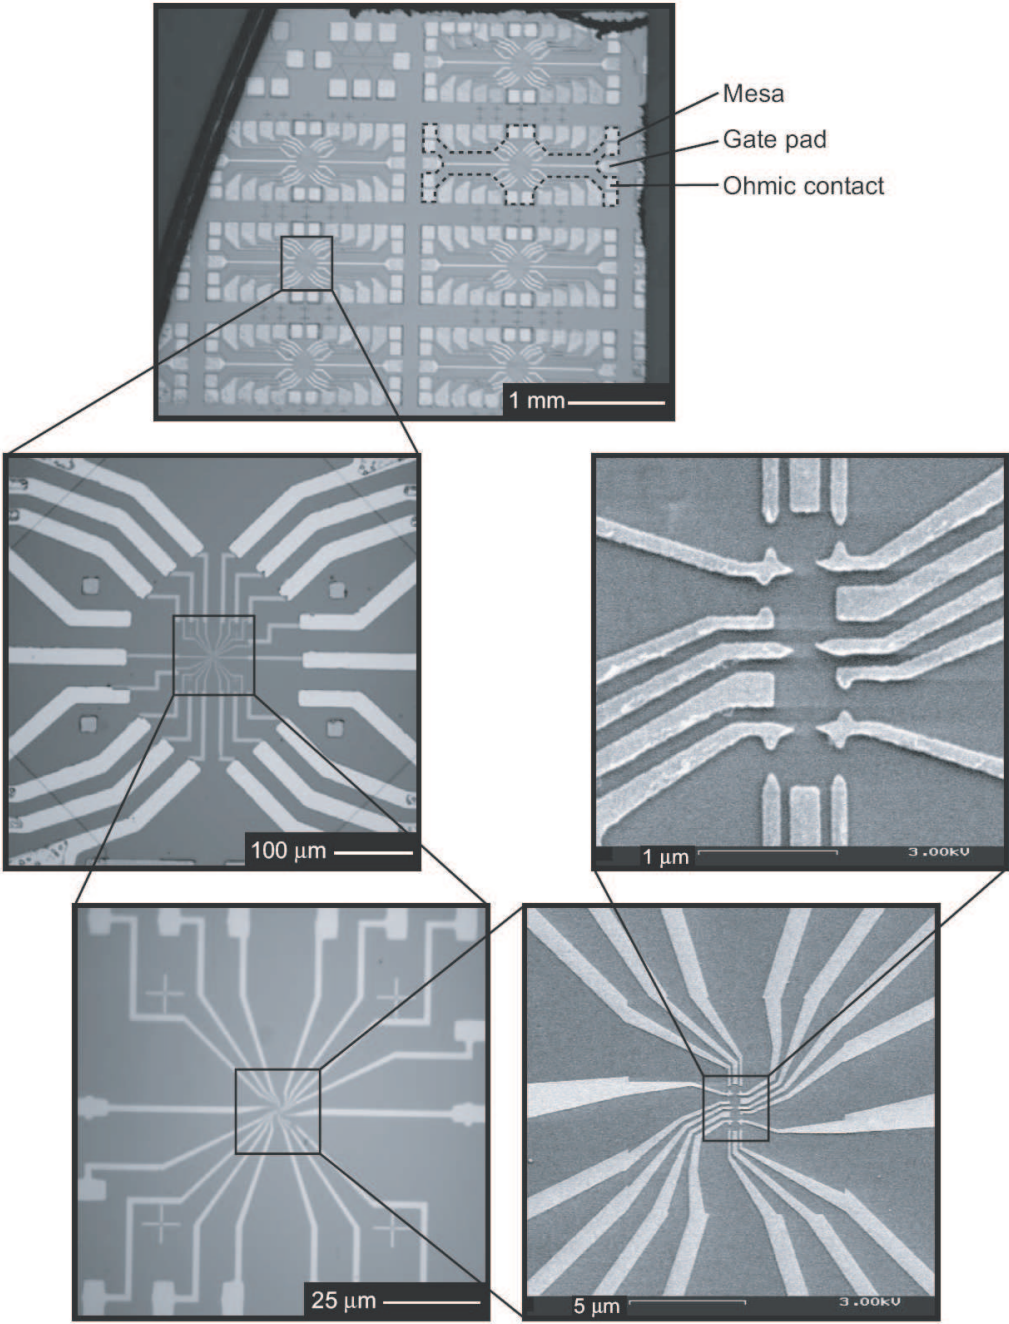 Mesa
Gate pad
Ohmic contact
1 mm
100 μm
1 μm
3.00kV
25 μm
5 μm
3.00kV